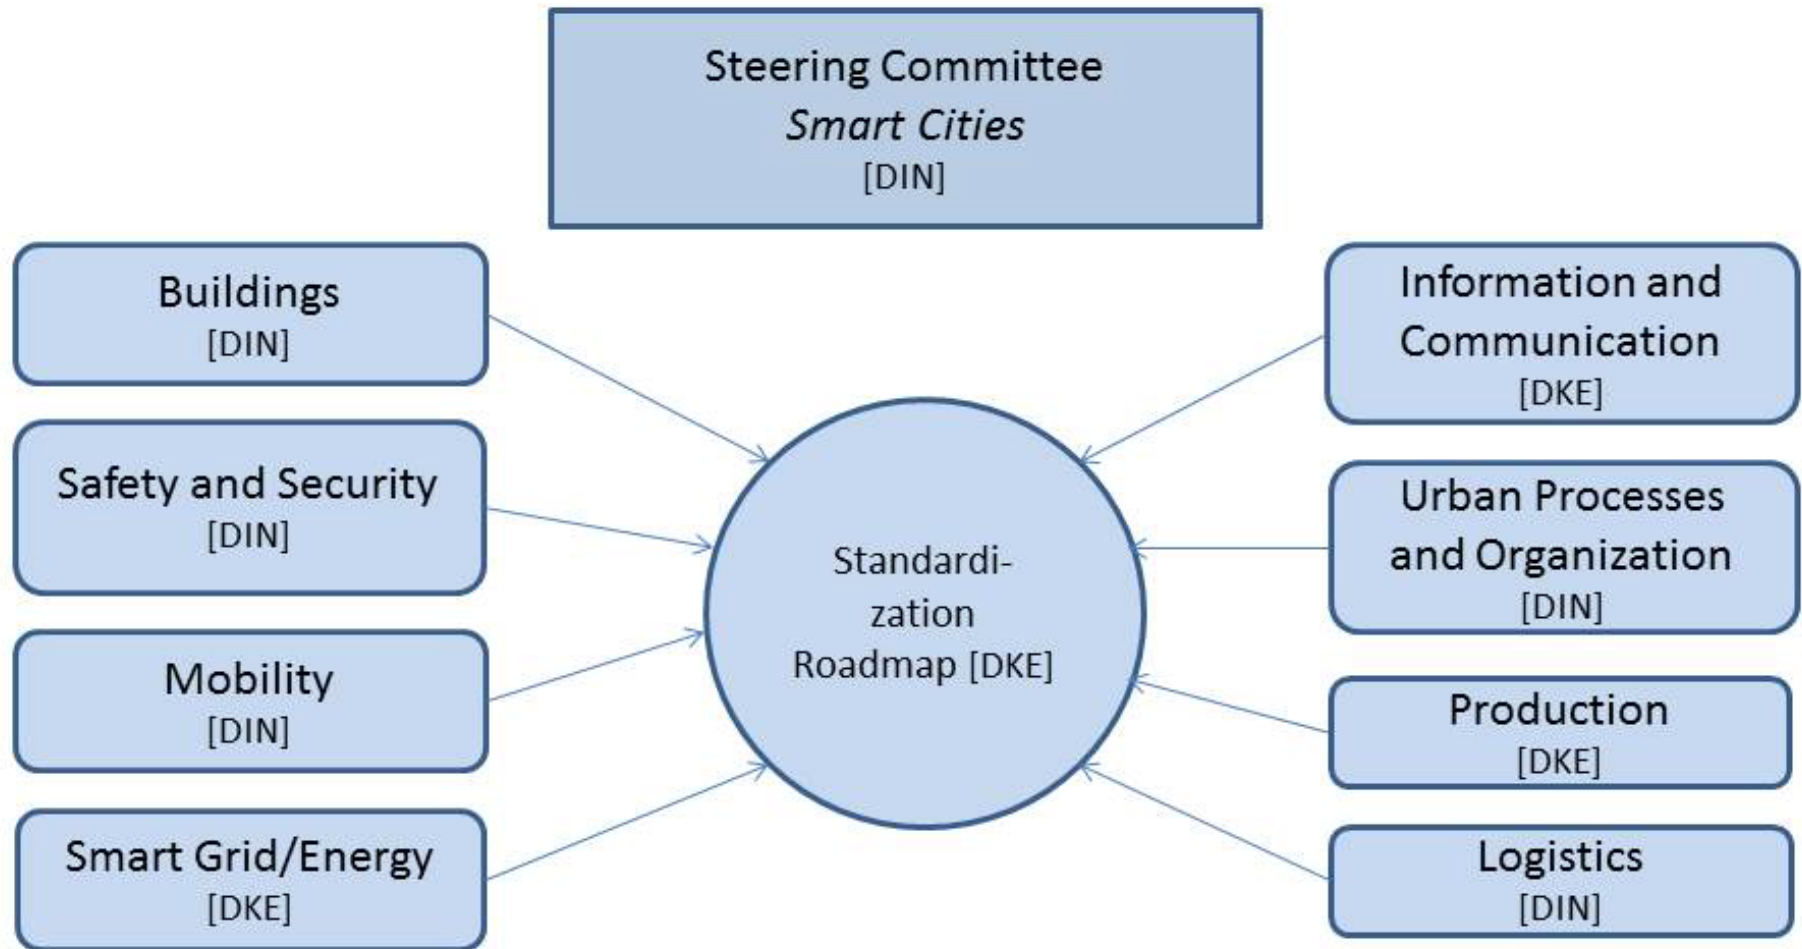 Steering Committee
Smart Cities
[DIN]
Buildings
[DIN]
Safety and Security
[DIN]
Mobility
[DIN]
Smart Grid/Energy
[DKE]
Standardi-
zation
Roadmap [DKE]
Information and
Communication
[DKE]
Urban Processes
and Organization
[DIN]
Production
[DKE]
Logistics
[DIN]